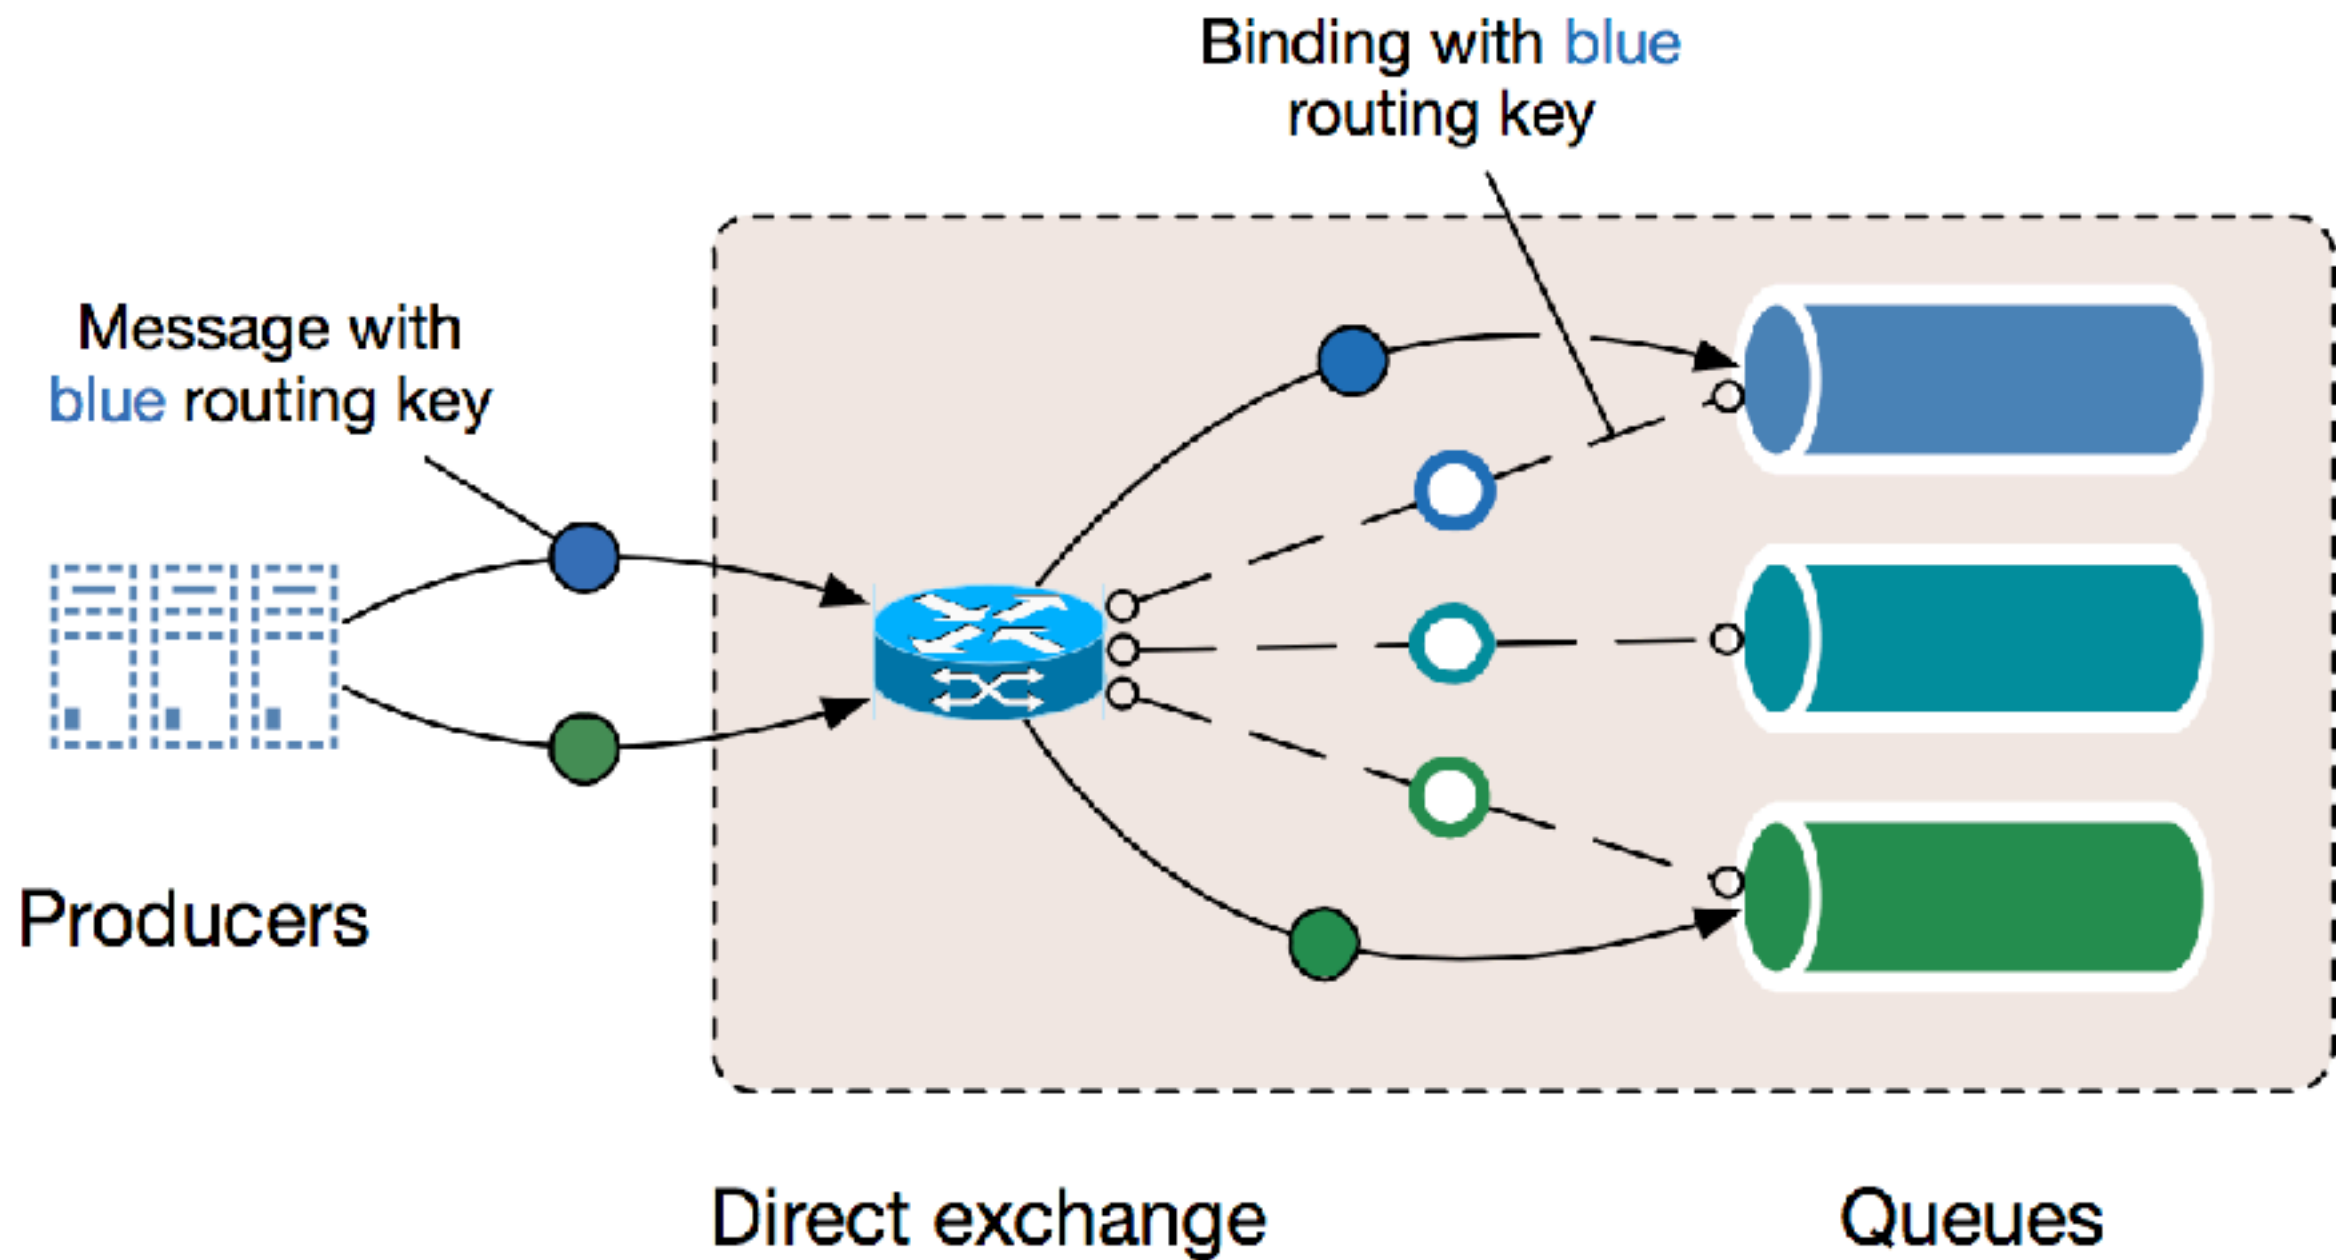 Binding with blue
routing key
Message with
blue routing key
Producers
Direct exchange
Queues